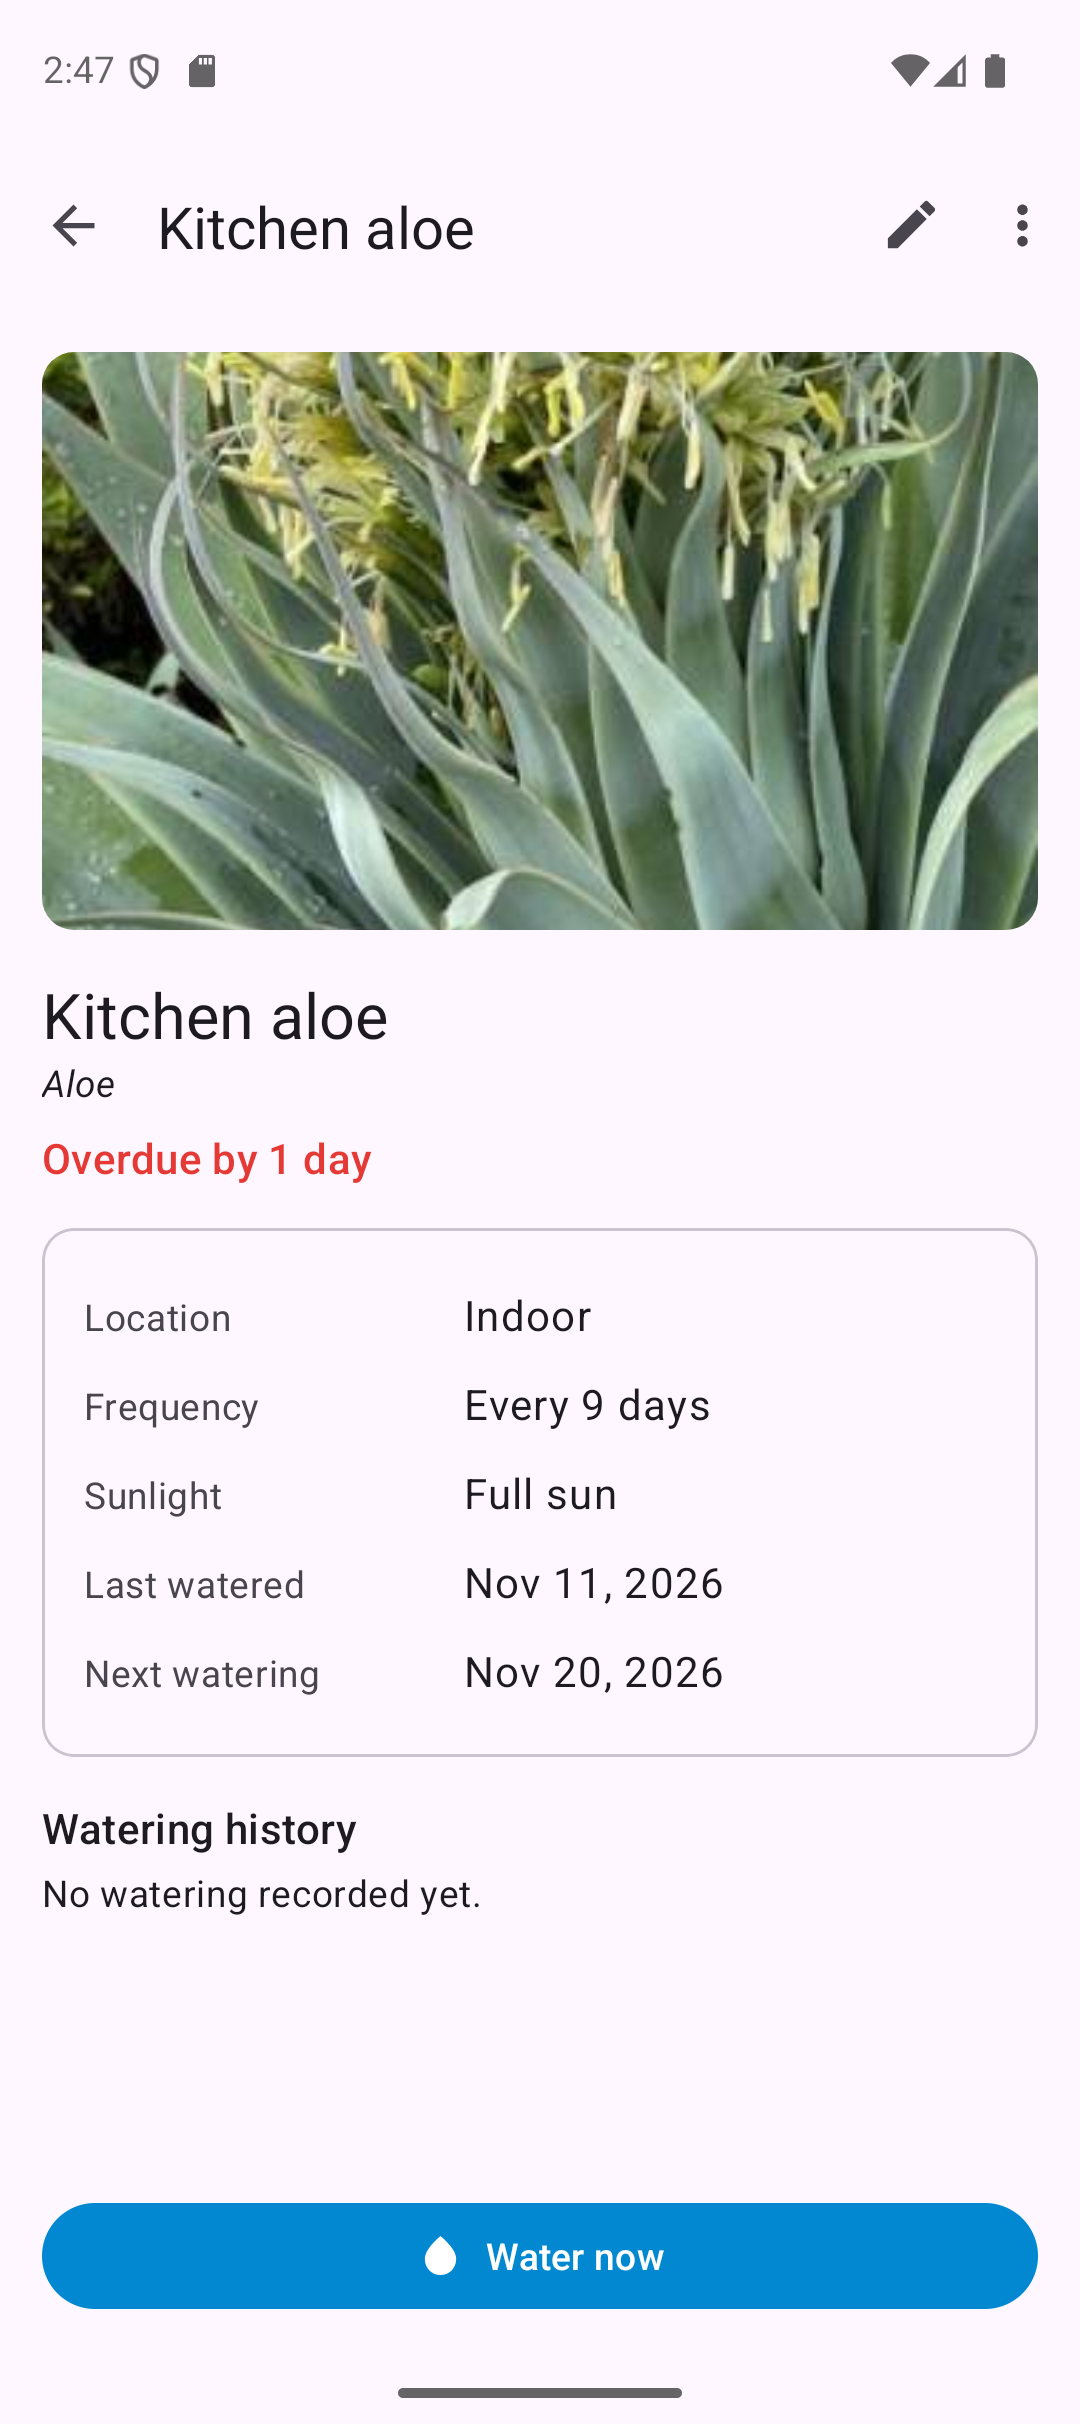 2:47
Kitchen aloe
Kitchen aloe
Aloe
Overdue by 1 day
Location Indoor
Frequency Every 9 days
Sunlight Full sun
Last watered Nov 11, 2026
Next watering Nov 20, 2026
Watering history
No watering recorded yet.
Water now